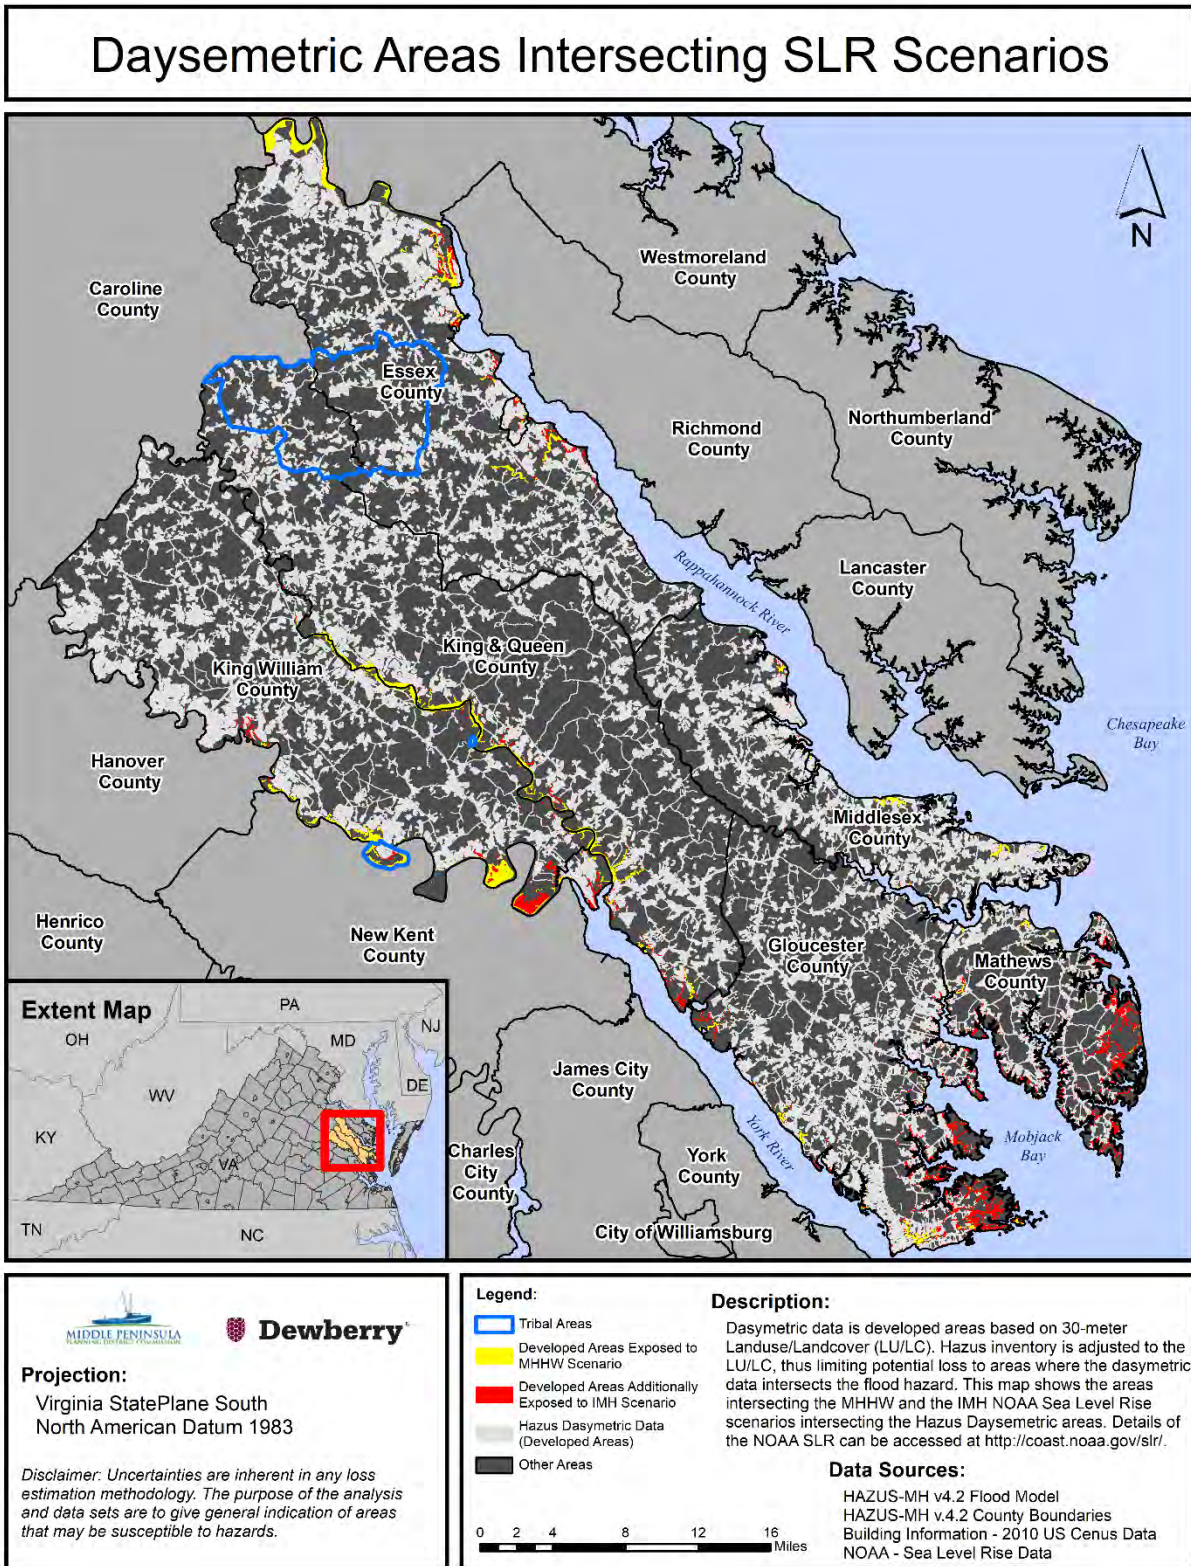 Daysemetric Areas Intersecting SLR Scenarios
N
Westmoreland
County
Caroline
County
Essex
County
Richmond
County
Northumberland
County
Rappahannock River
Lancaster
County
King & Queen
County
King William
County
Chesapeake
Bay
Hanover
County
Middlesex
County
Henrico
County
New Kent
County
Gloucester
County
Mathews
County
James City
County
Mobjack
Bay
York River
Charles
City
County
York
County
City of Williamsburg
Extent Map
PA
OH
MD
NJ
WV
DE
KY
VA
TN
NC
MIDDLE PENINSULA
PLANNING DISTRICT COMMISSION
Dewberry
Projection:
Virginia StatePlane South
North American Datum 1983
Disclaimer: Uncertainties are inherent in any loss
estimation methodology. The purpose of the analysis
and data sets are to give general indication of areas
that may be susceptible to hazards.
Legend:
Tribal Areas
Developed Areas Exposed to
MHHW Scenario
Developed Areas Additionally
Exposed to IMH Scenario
Hazus Dasymetric Data
(Developed Areas)
Other Areas
0 2 4 8 12 16
Miles
Description:
Dasymetric data is developed areas based on 30-meter
Landuse/Landcover (LU/LC). Hazus inventory is adjusted to the
LU/LC, thus limiting potential loss to areas where the dasymetric
data intersects the flood hazard. This map shows the areas
intersecting the MHHW and the IMH NOAA Sea Level Rise
scenarios intersecting the Hazus Daysemetric areas. Details of
the NOAA SLR can be accessed at http://coast.noaa.gov/slr/.
Data Sources:
HAZUS-MH v4.2 Flood Model
HAZUS-MH v.4.2 County Boundaries
Building Information - 2010 US Cenus Data
NOAA - Sea Level Rise Data